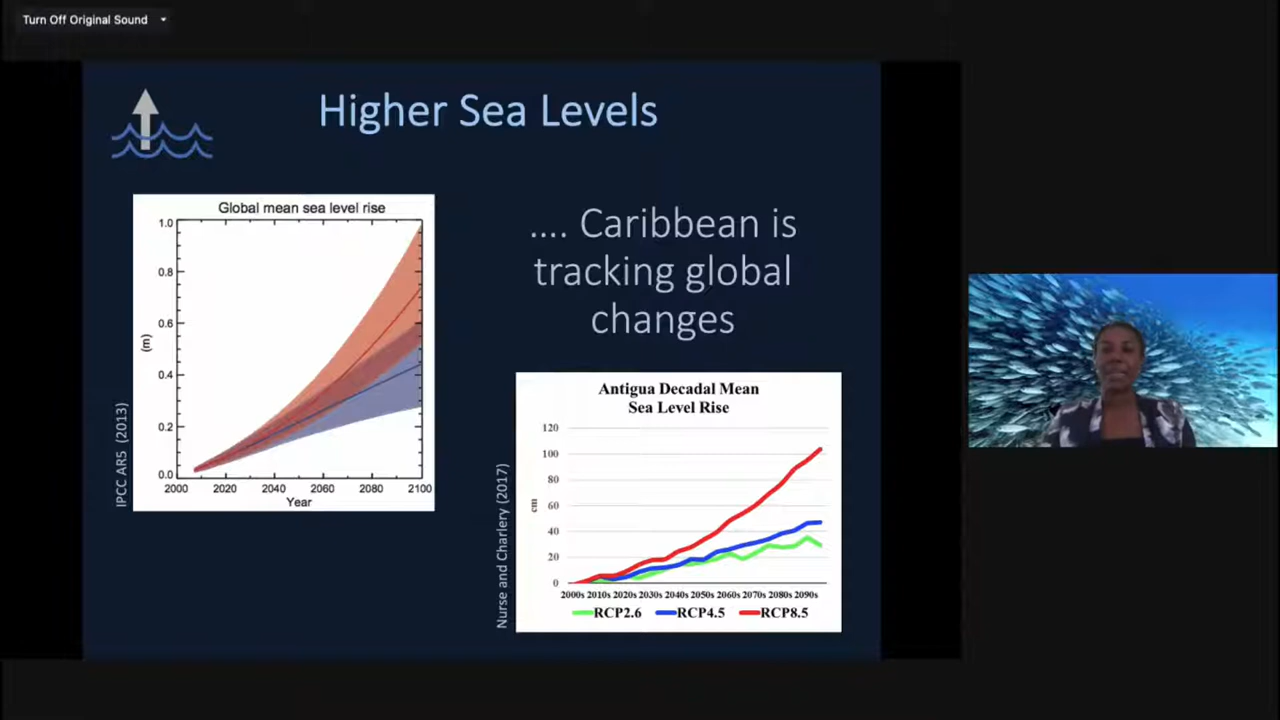 Turn Off Original Sound
Higher Sea Levels
Global mean sea level rise
1.0
0.8
0.6
0.4
0.2
0.0
(m)
2000 2020 2040 2060 2080 2100
Year
IPCC AR5 (2013)
.... Caribbean is
tracking global
changes
Antigua Decadal Mean
Sea Level Rise
120
100
80
60
40
20
0
cm
2000s 2010s 2020s 2030s 2040s 2050s 2060s 2070s 2080s 2090s
RCP2.6 RCP4.5 RCP8.5
Nurse and Charlery (2017)